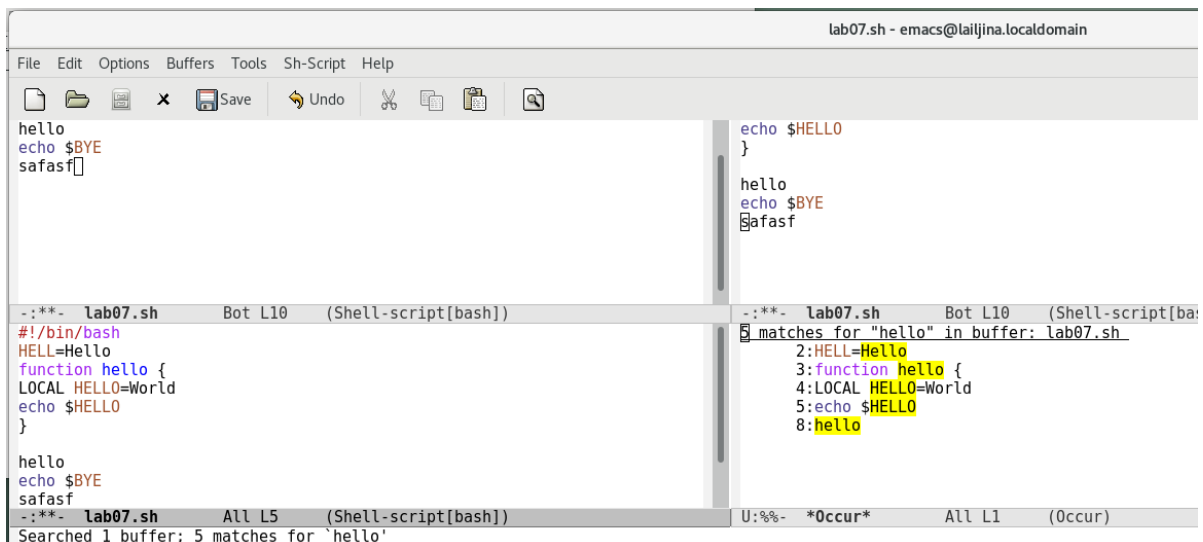 lab07.sh - emacs@lailjina.localdomain
File Edit Options Buffers Tools Sh-Script Help
Save Undo
hello
echo $BYE
safasf
-:**- lab07.sh Bot L10 (Shell-script[bash])
echo $HELLO
}
hello
echo $BYE
safasf
-:**- lab07.sh Bot L10 (Shell-script[bas
#!/bin/bash
HELL=Hello
function hello {
LOCAL HELLO=World
echo $HELLO
}
hello
echo $BYE
safasf
-:**- lab07.sh All L5 (Shell-script[bash])
5 matches for "hello" in buffer: lab07.sh
2:HELL=Hello
3:function hello {
4:LOCAL HELLO=World
5:echo $HELLO
8:hello
U:%%- *Occur* All L1 (Occur)
Searched 1 buffer; 5 matches for `hello'